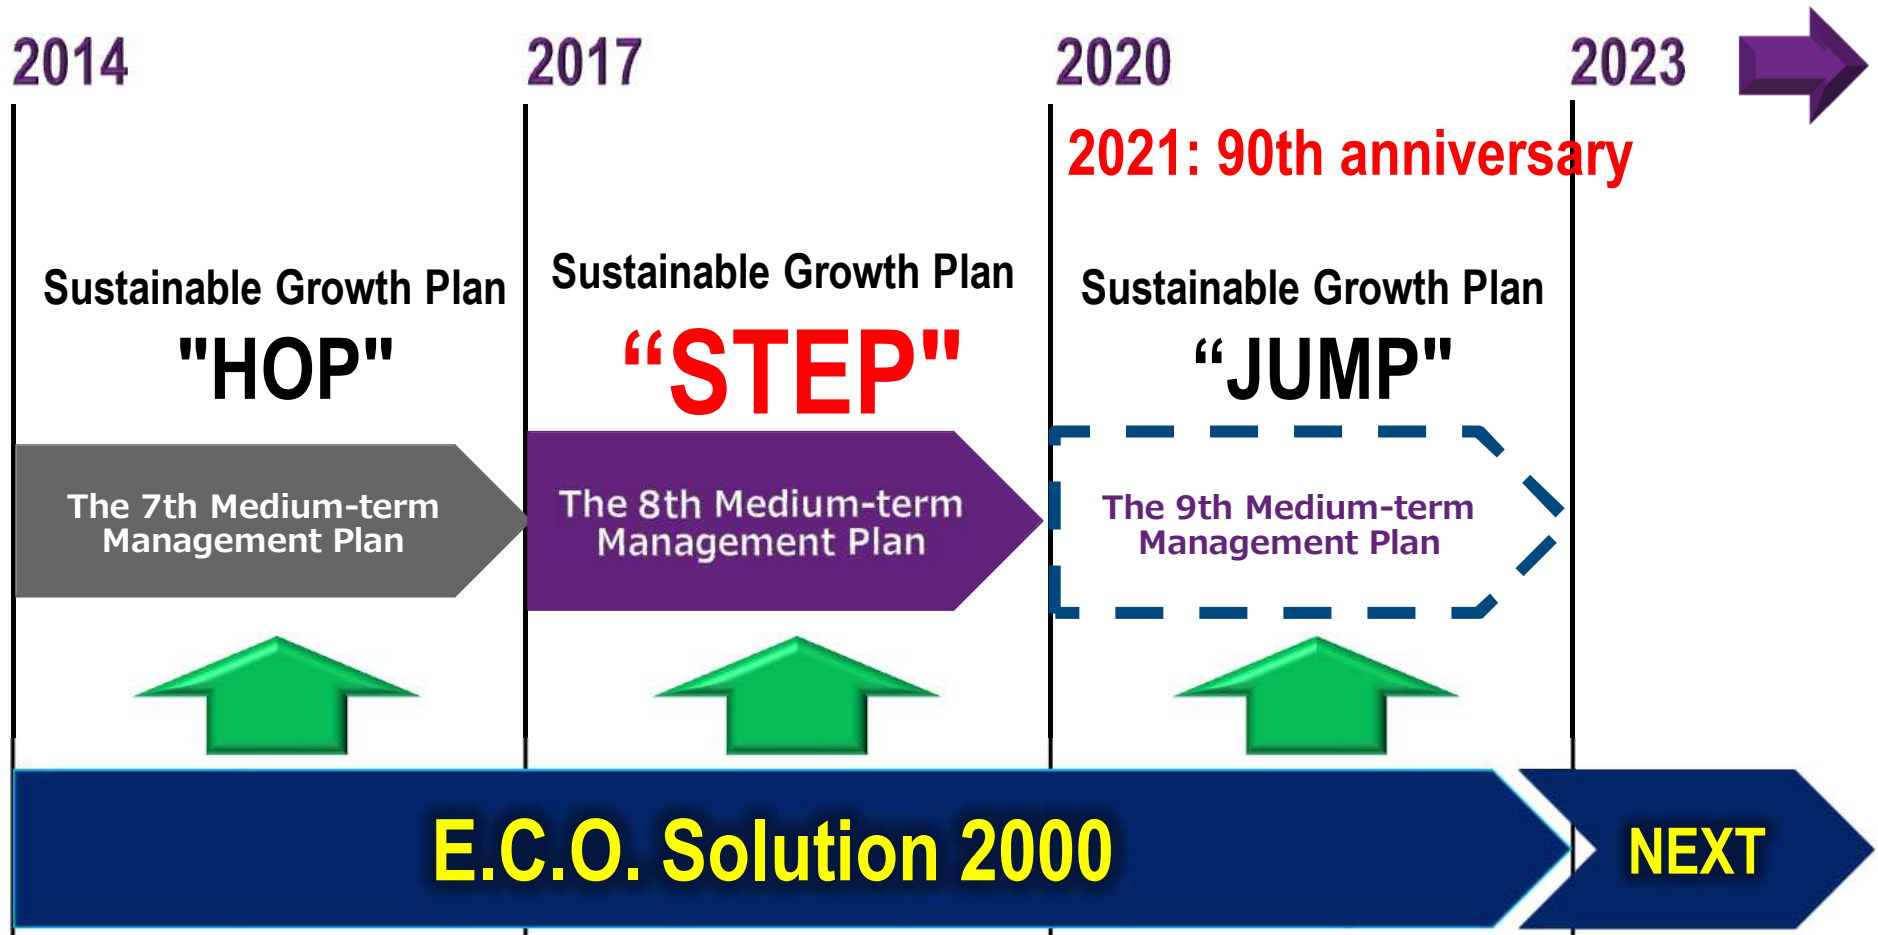 2014
2017
2020
2023
2021: 90th anniversary
Sustainable Growth Plan
"HOP"
Sustainable Growth Plan
“STEP"
Sustainable Growth Plan
“JUMP"
The 7th Medium-term
Management Plan
The 8th Medium-term
Management Plan
The 9th Medium-term
Management Plan
E.C.O. Solution 2000
NEXT